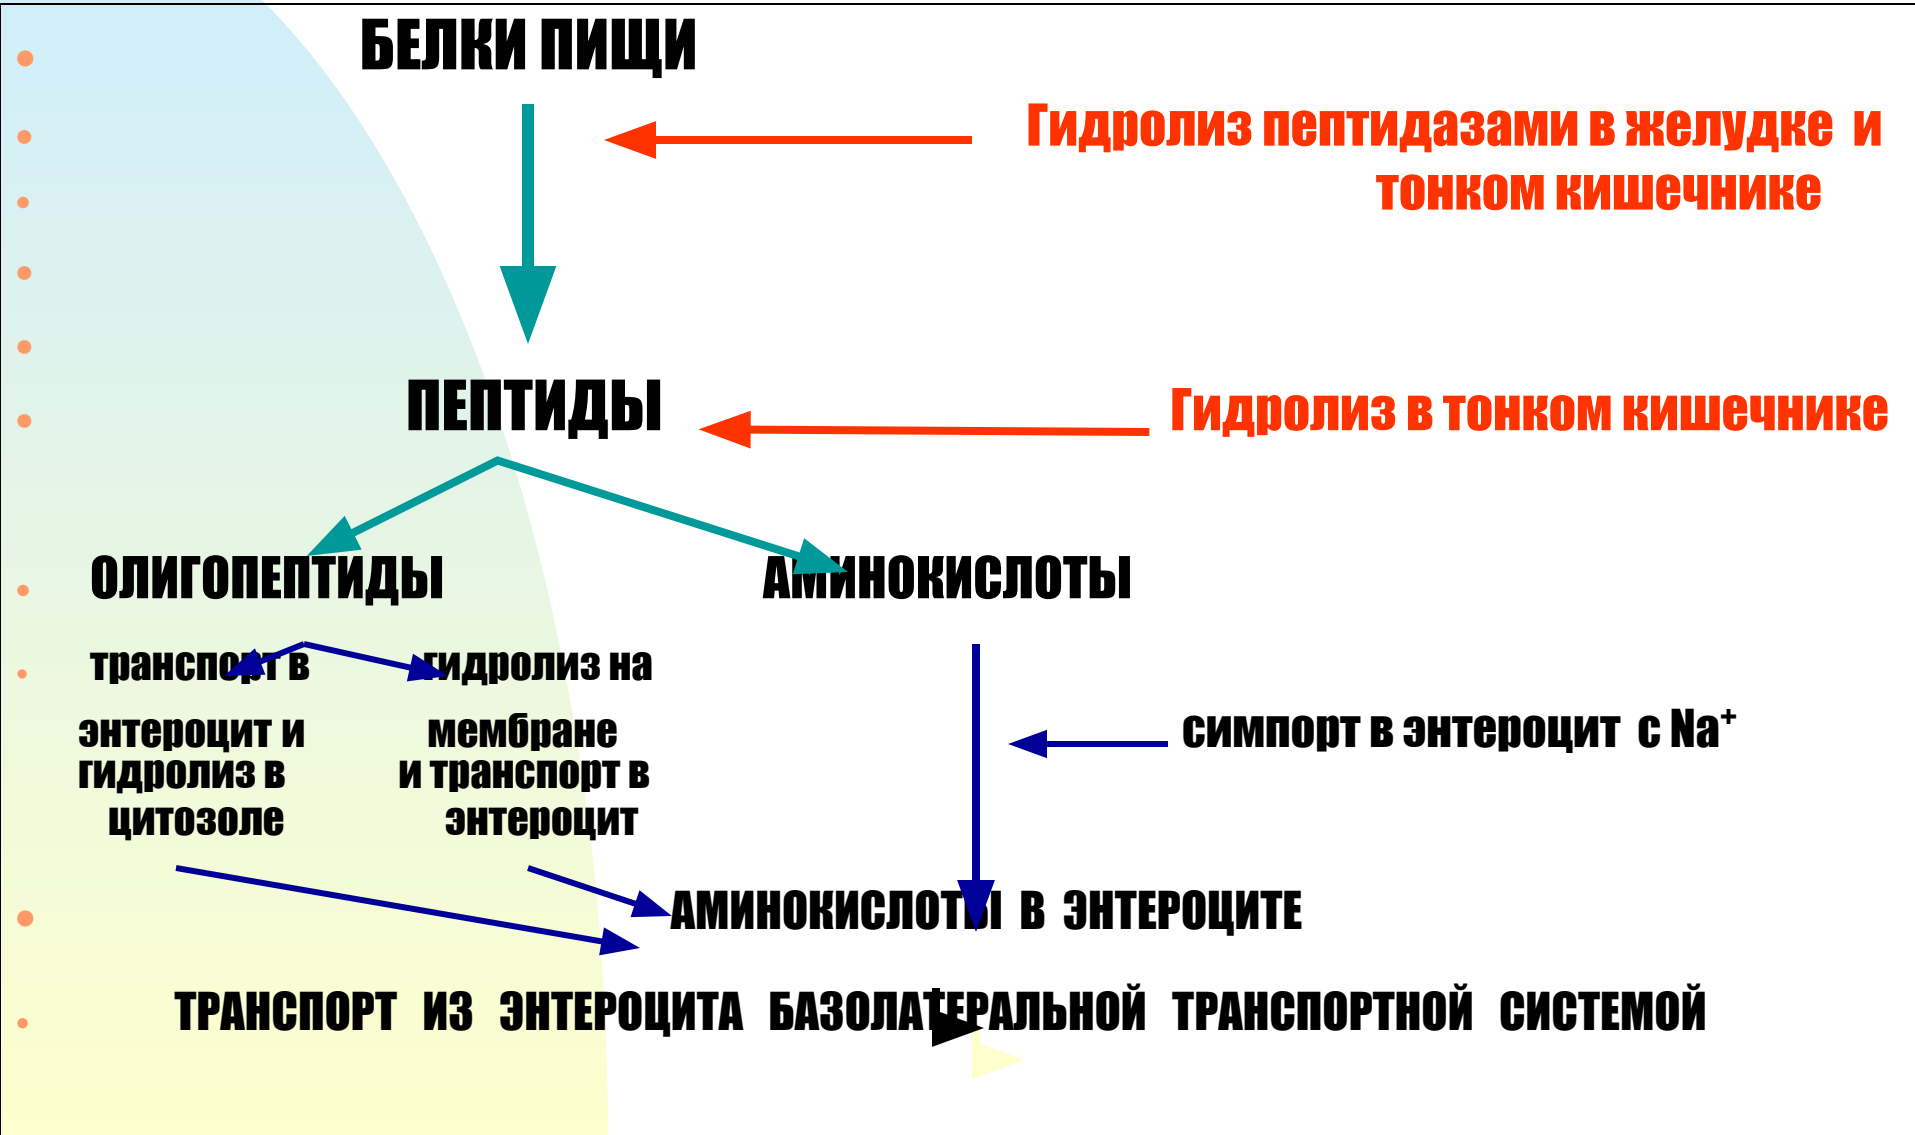 БЕЛКИ ПИЩИ
Гидролиз пептидазами в желудке и
тонком кишечнике
ПЕПТИДЫ
Гидролиз в тонком кишечнике
ОЛИГОПЕПТИДЫ
АМИНОКИСЛОТЫ
транспорт в
энтероцит и
гидролиз в
цитозоле
гидролиз на
мембране
и транспорт в
энтероцит
симпорт в энтероцит с Na⁺
АМИНОКИСЛОТЫ В ЭНТЕРОЦИТЕ
ТРАНСПОРТ ИЗ ЭНТЕРОЦИТА БАЗОЛАТЕРАЛЬНОЙ ТРАНСПОРТНОЙ СИСТЕМОЙ